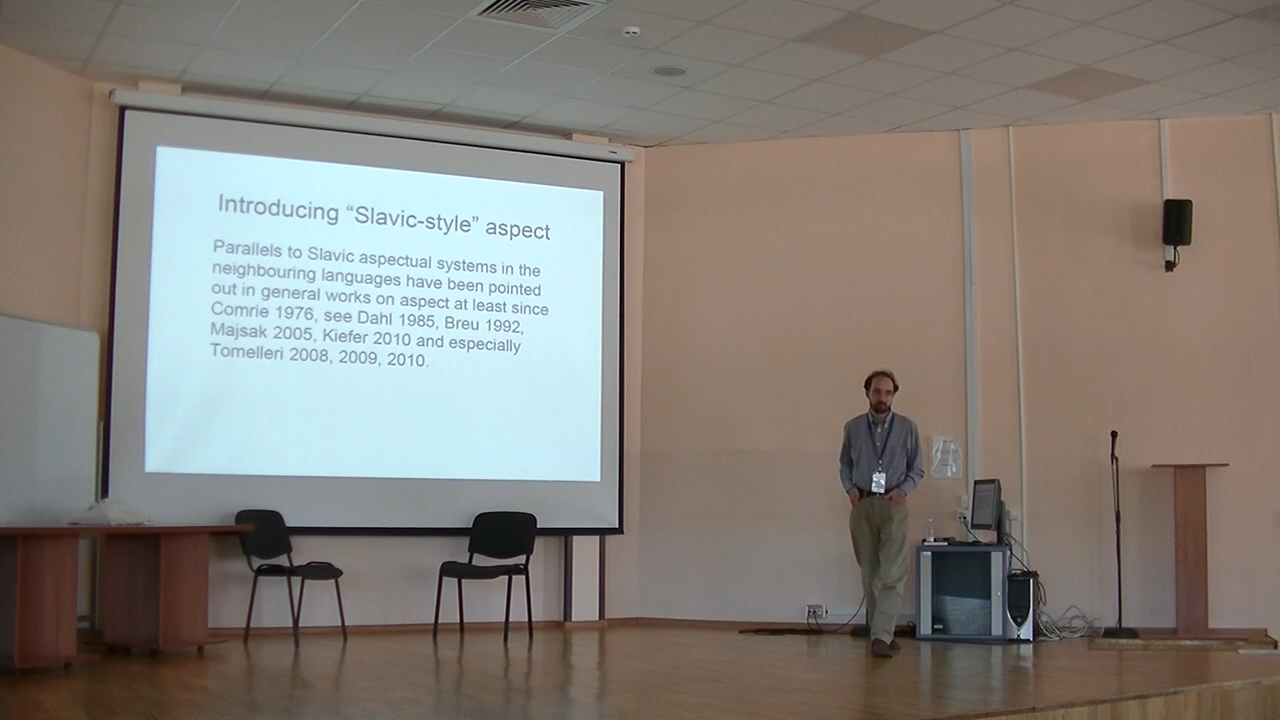 Introducing “Slavic-style” aspect
Parallels to Slavic aspectual systems in the
neighbouring languages have been pointed
out in general works on aspect at least since
Comrie 1976, see Dahl 1985, Breu 1992,
Majsak 2005, Kiefer 2010 and especially
Tomelleri 2008, 2009, 2010.